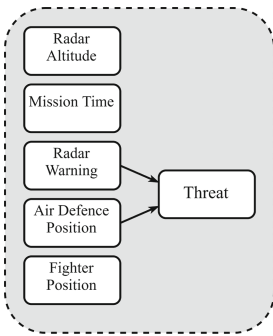 Radar
Altitude
Mission Time
Radar
Warning
Threat
Air Defence
Position
Fighter
Position